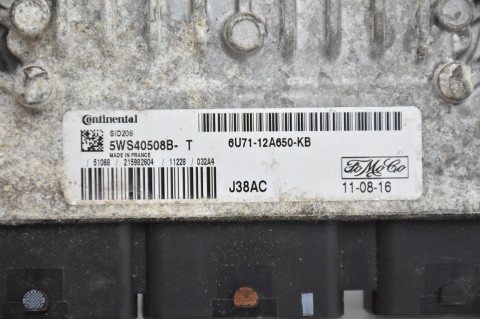 Continental
SID206
5WS40508B- T
MADE IN FRANCE
51068 / 215982604 / 11228 / 032A4
6U71-12A650-KB
J38AC
FoMoCo
11-08-16